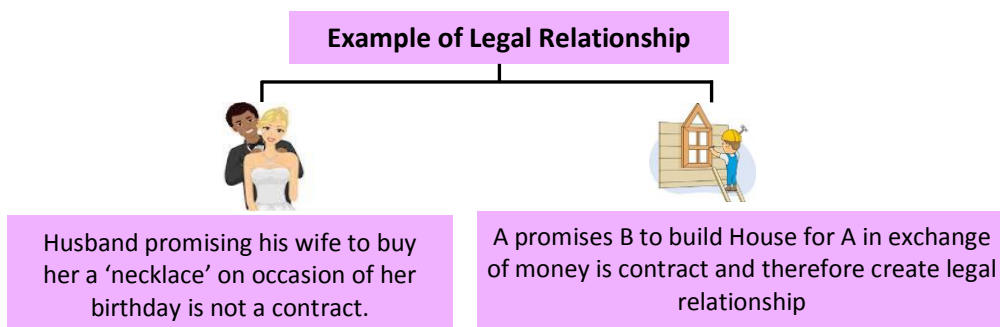 Example of Legal Relationship
Husband promising his wife to buy
her a ‘necklace’ on occasion of her
birthday is not a contract.
A promises B to build House for A in exchange
of money is contract and therefore create legal
relationship